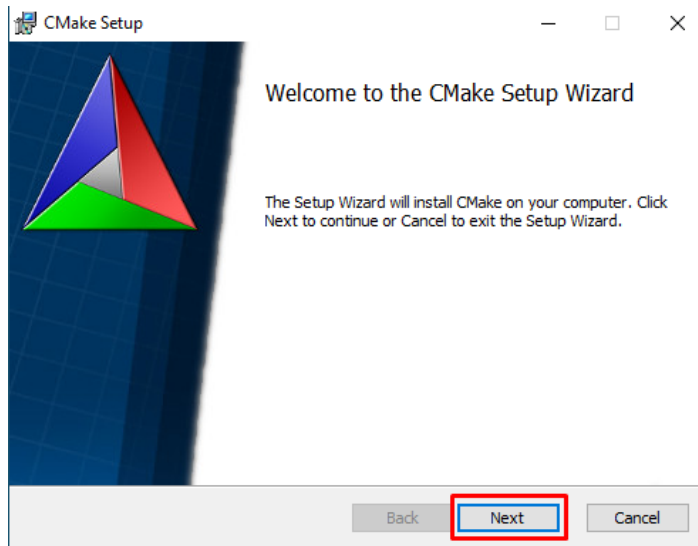 CMake Setup
Welcome to the CMake Setup Wizard
The Setup Wizard will install CMake on your computer. Click
Next to continue or Cancel to exit the Setup Wizard.
Back Next Cancel